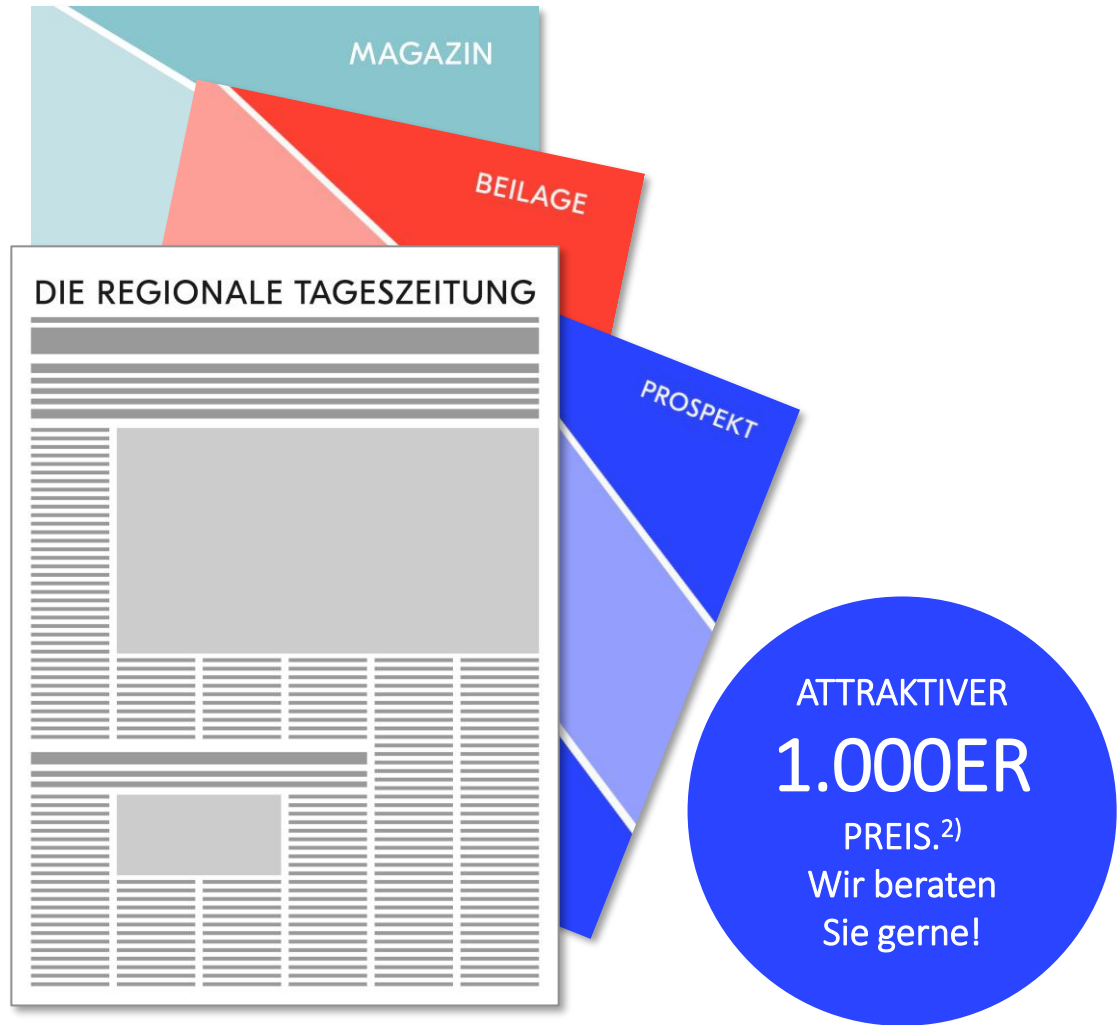 MAGAZIN
BEILAGE
DIE REGIONALE TAGESZEITUNG
PROSPEKT
ATTRAKTIVER
1.000ER
PREIS.²⁾
Wir beraten
Sie gerne!